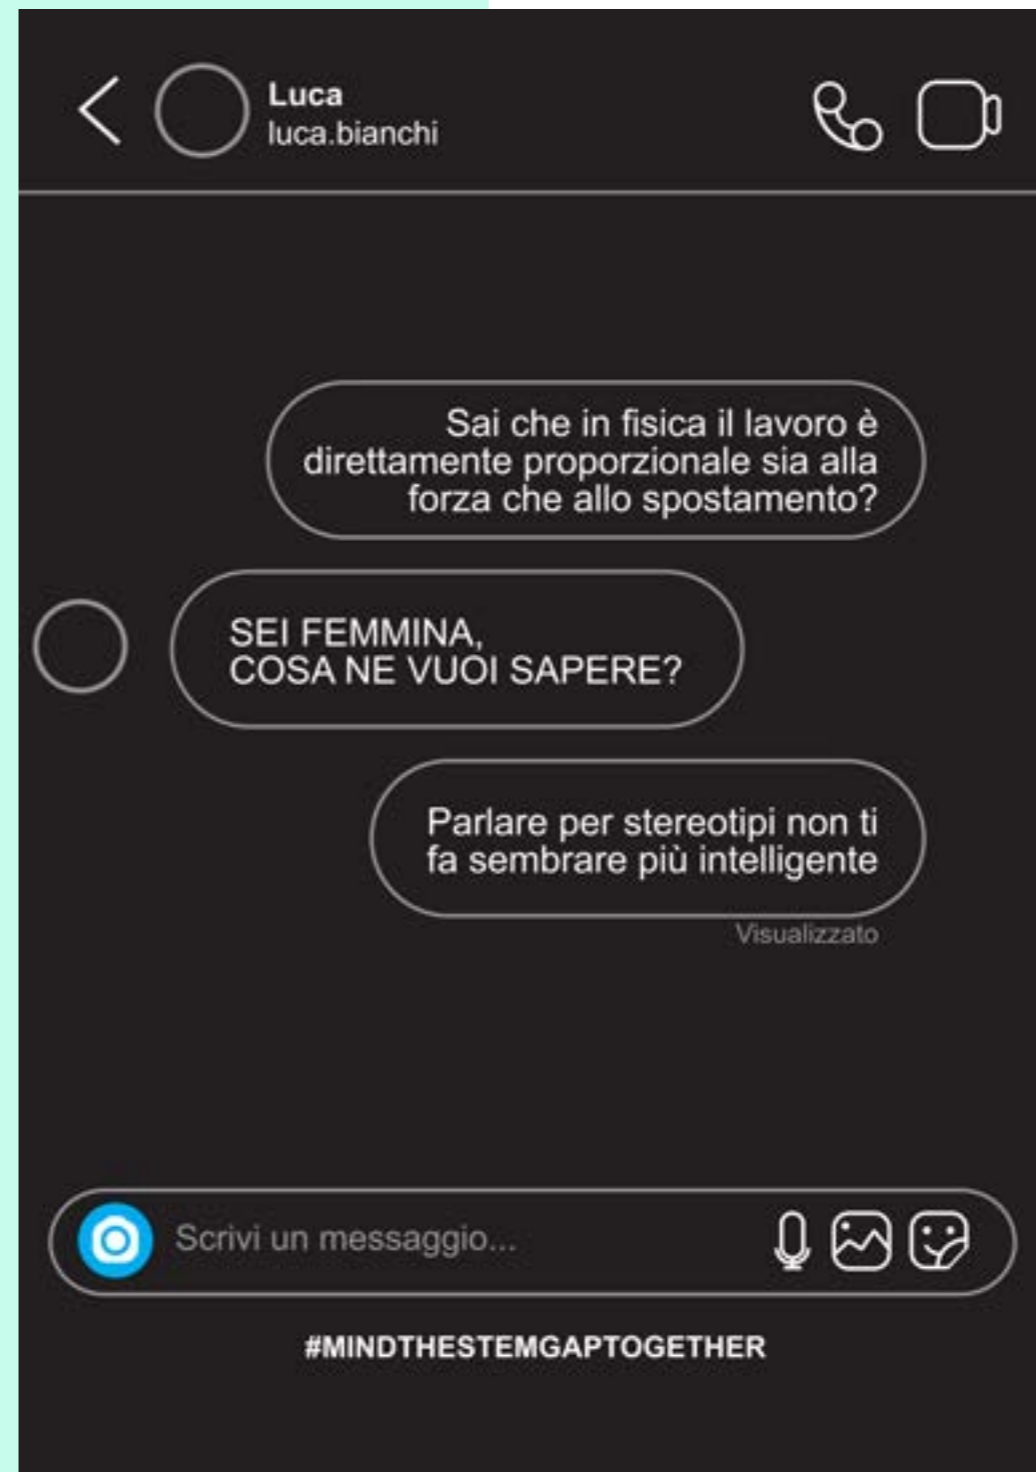 Luca
luca.bianchi
Sai che in fisica il lavoro è
direttamente proporzionale sia alla
forza che allo spostamento?
SEI FEMMINA,
COSA NE VUOI SAPERE?
Parlare per stereotipi non ti
fa sembrare più intelligente
Visualizzato
Scrivi un messaggio...
#MINDTHESTEMGAPTOGETHER